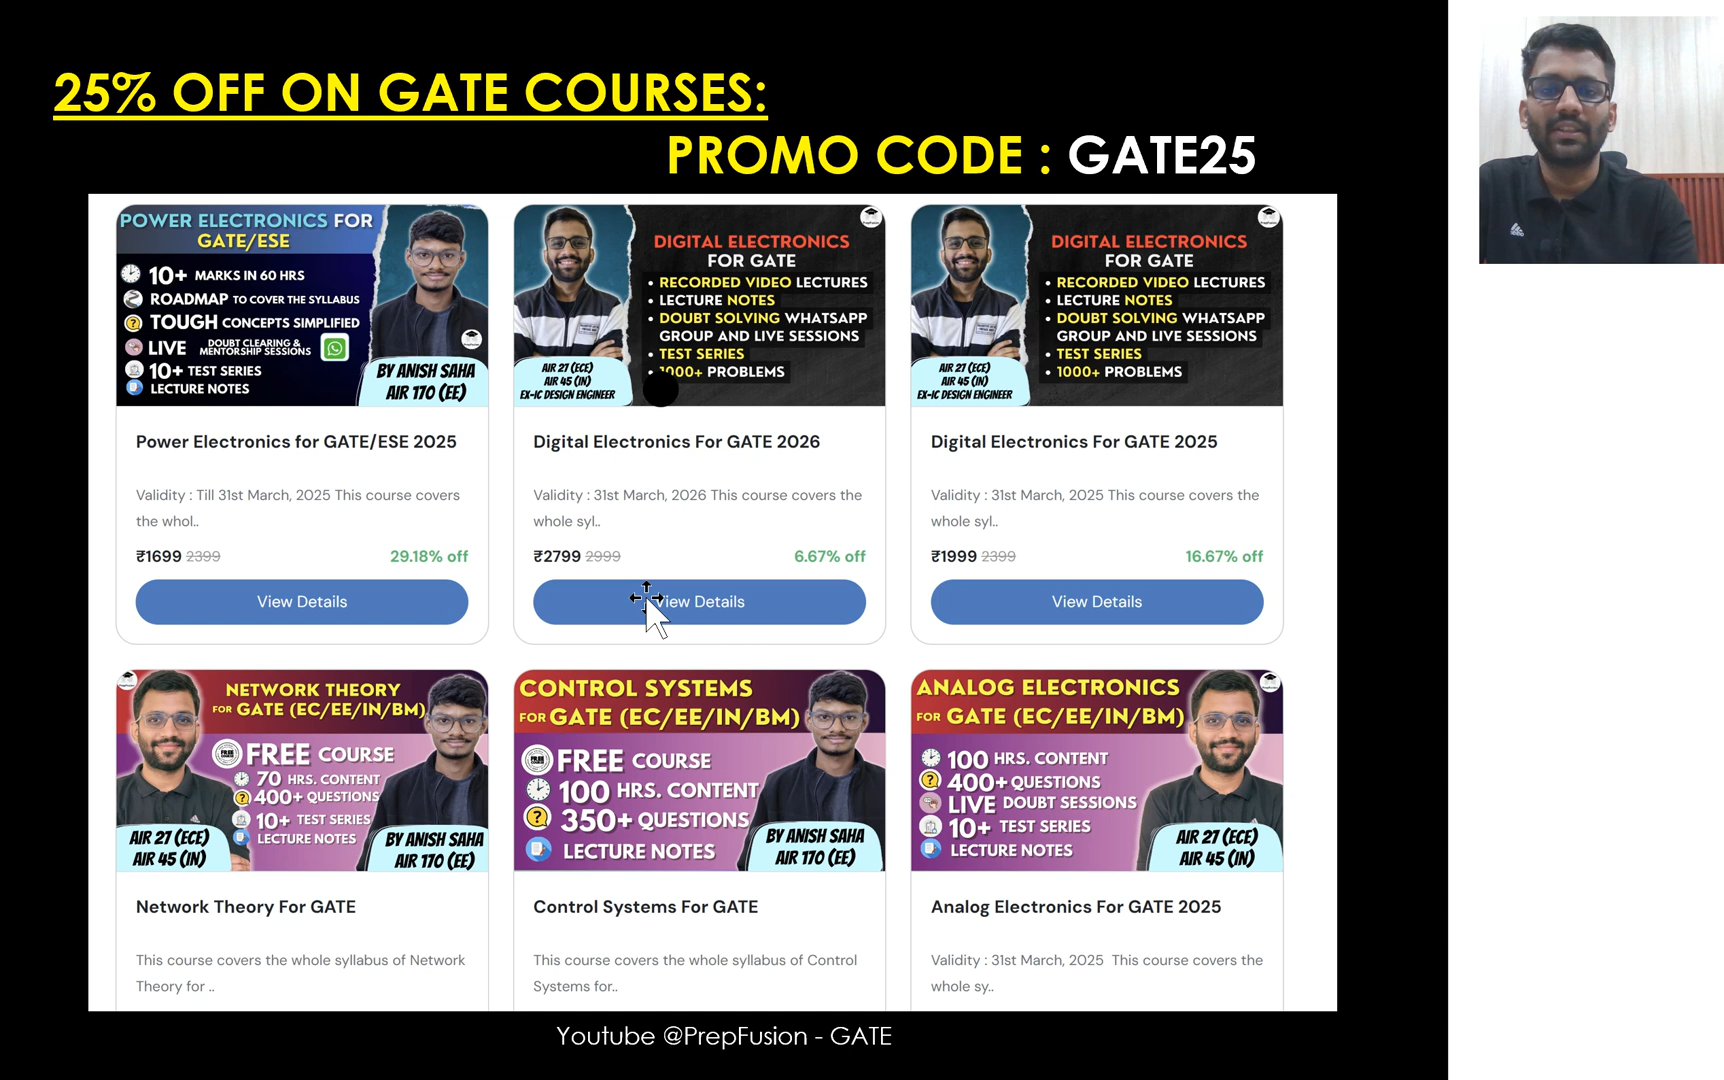 25% OFF ON GATE COURSES:
PROMO CODE : GATE25
POWER ELECTRONICS FOR
GATE/ESE
10+ MARKS IN 60 HRS
ROADMAP TO COVER THE SYLLABUS
TOUGH CONCEPTS SIMPLIFIED
LIVE DOUBT CLEARING &
MENTORSHIP SESSIONS
10+ TEST SERIES
LECTURE NOTES
BY ANISH SAHA
AIR 170 (EE)
Power Electronics for GATE/ESE 2025
Validity : Till 31st March, 2025 This course covers
the whol..
₹1699 2399 29.18% off
View Details
DIGITAL ELECTRONICS
FOR GATE
• RECORDED VIDEO LECTURES
• LECTURE NOTES
• DOUBT SOLVING WHATSAPP
GROUP AND LIVE SESSIONS
• TEST SERIES
• 1000+ PROBLEMS
AIR 27 (ECE)
AIR 45 (IN)
EX-IC DESIGN ENGINEER
Digital Electronics For GATE 2026
Validity : 31st March, 2026 This course covers the
whole syl..
₹2799 2999 6.67% off
View Details
DIGITAL ELECTRONICS
FOR GATE
• RECORDED VIDEO LECTURES
• LECTURE NOTES
• DOUBT SOLVING WHATSAPP
GROUP AND LIVE SESSIONS
• TEST SERIES
• 1000+ PROBLEMS
AIR 27 (ECE)
AIR 45 (IN)
EX-IC DESIGN ENGINEER
Digital Electronics For GATE 2025
Validity : 31st March, 2025 This course covers the
whole syl..
₹1999 2399 16.67% off
View Details
NETWORK THEORY
FOR GATE (EC/EE/IN/BM)
FREE COURSE
70 HRS. CONTENT
400+ QUESTIONS
10+ TEST SERIES
LECTURE NOTES
AIR 27 (ECE)
AIR 45 (IN)
BY ANISH SAHA
AIR 170 (EE)
Network Theory For GATE
This course covers the whole syllabus of Network
Theory for ..
CONTROL SYSTEMS
FOR GATE (EC/EE/IN/BM)
FREE COURSE
100 HRS. CONTENT
350+ QUESTIONS
LECTURE NOTES
BY ANISH SAHA
AIR 170 (EE)
Control Systems For GATE
This course covers the whole syllabus of Control
Systems for..
ANALOG ELECTRONICS
FOR GATE (EC/EE/IN/BM)
100 HRS. CONTENT
400+ QUESTIONS
LIVE DOUBT SESSIONS
10+ TEST SERIES
LECTURE NOTES
AIR 27 (ECE)
AIR 45 (IN)
Analog Electronics For GATE 2025
Validity : 31st March, 2025 This course covers the
whole sy..
Youtube @PrepFusion - GATE